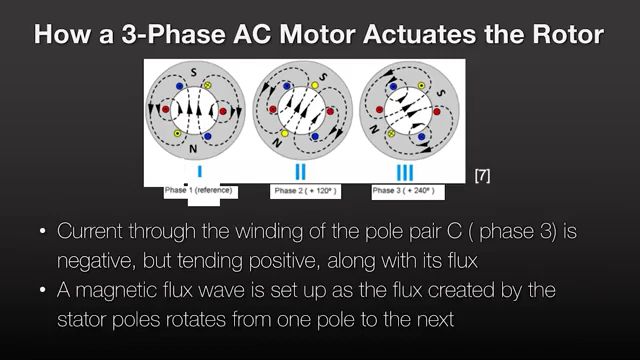 How a 3-Phase AC Motor Actuates the Rotor
S
S
S
N
N
N
I
II
III
Phase 1 (reference)
Phase 2 ( + 120°)
Phase 3 ( + 240°)
[7]
• Current through the winding of the pole pair C ( phase 3) is
negative, but tending positive, along with its flux
• A magnetic flux wave is set up as the flux created by the
stator poles rotates from one pole to the next